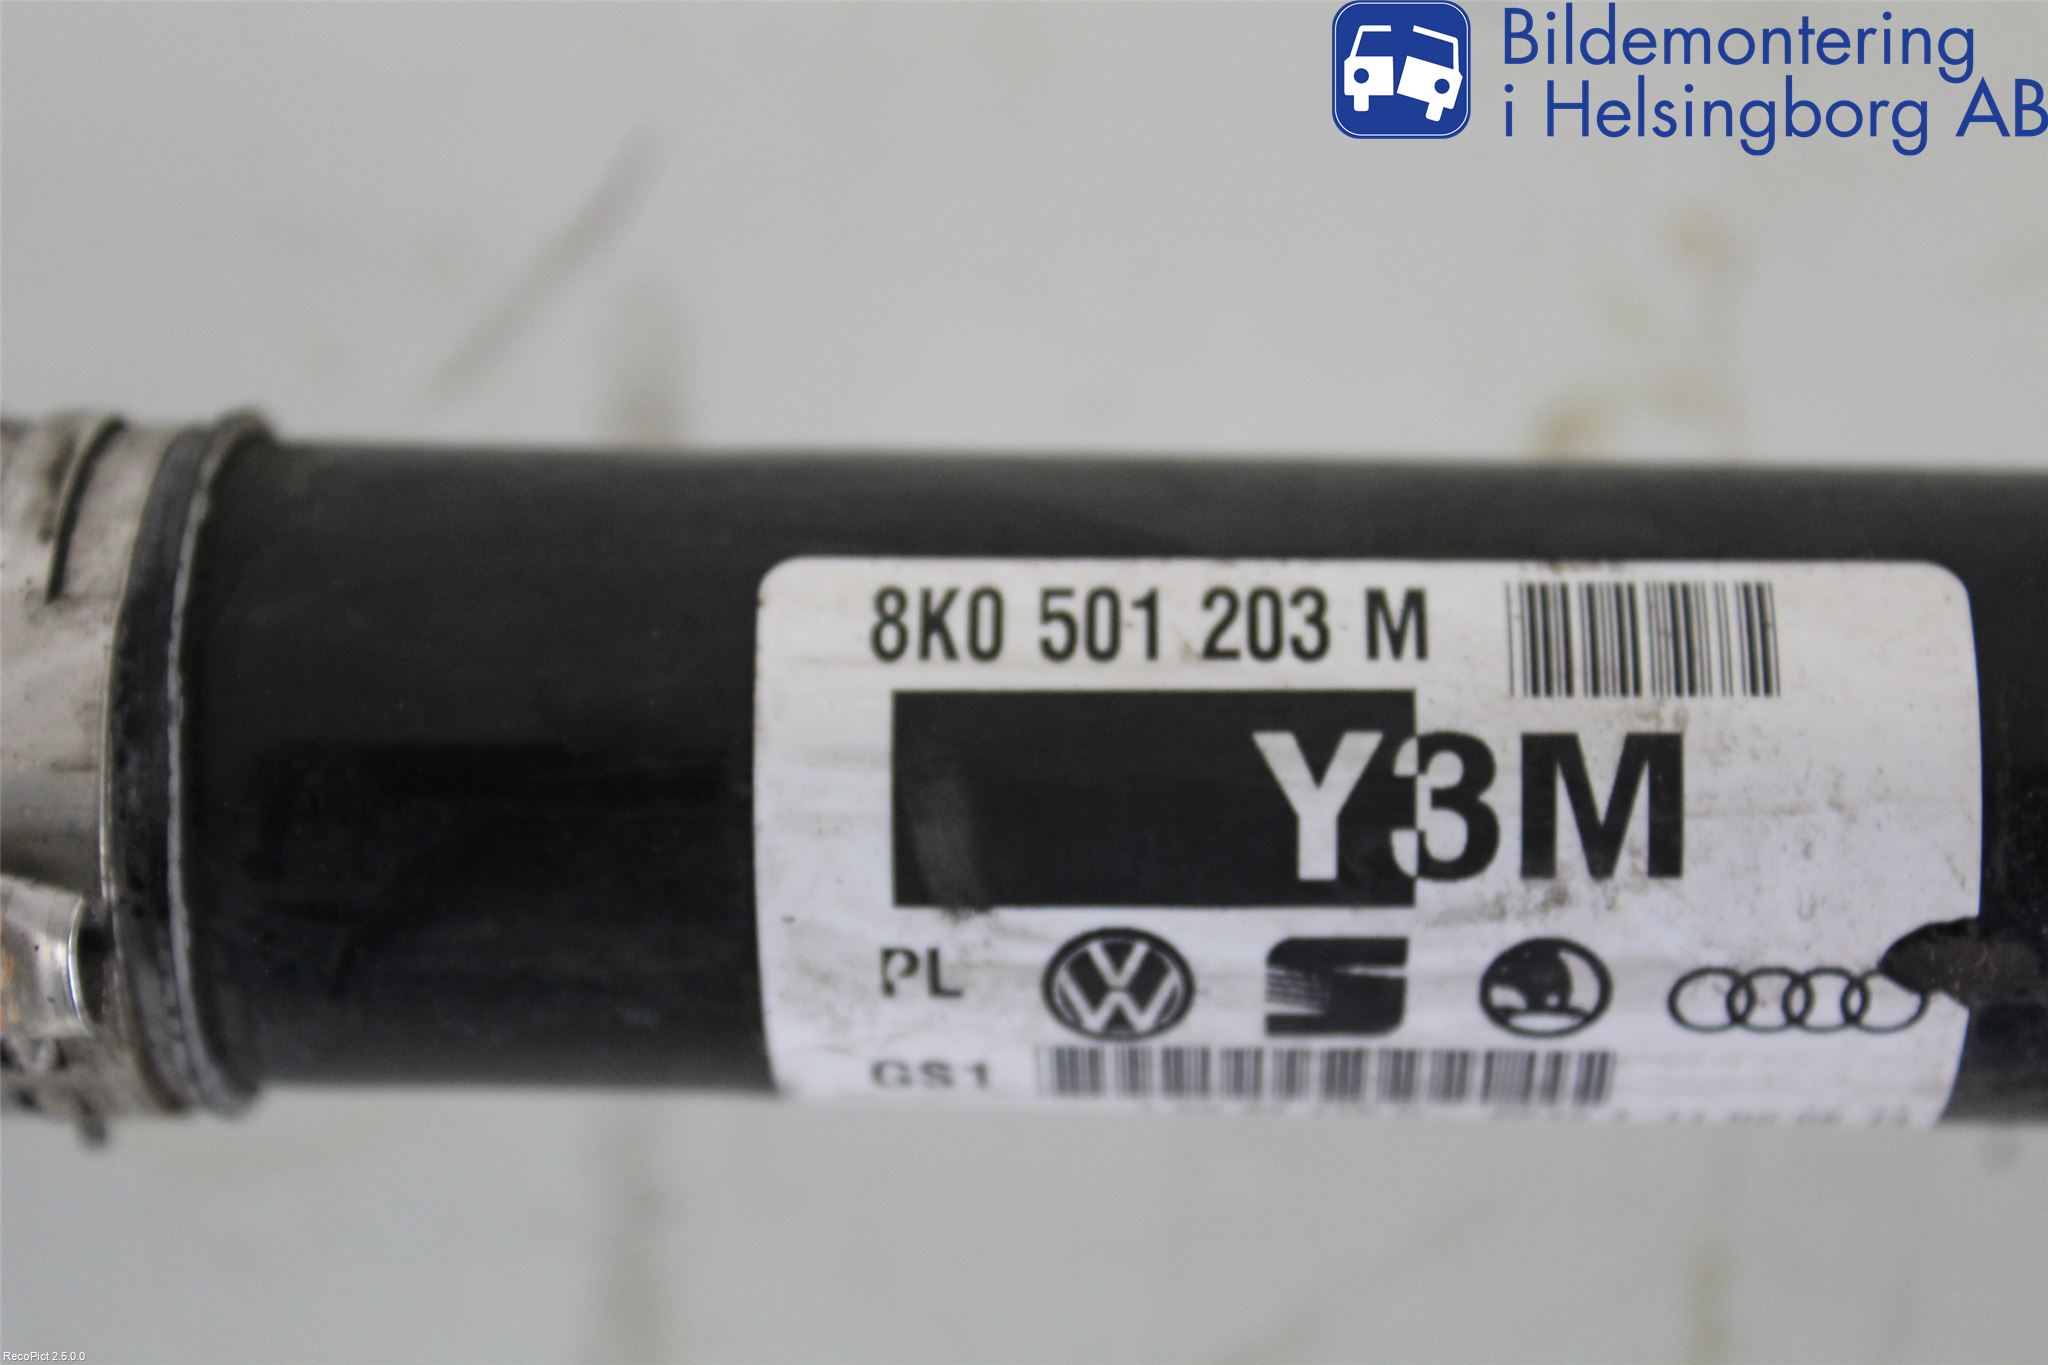 Bildemontering
i Helsingborg AB
8K0 501 203 M
Y3M
PL
GS1
RecoPict 2.5.0.0